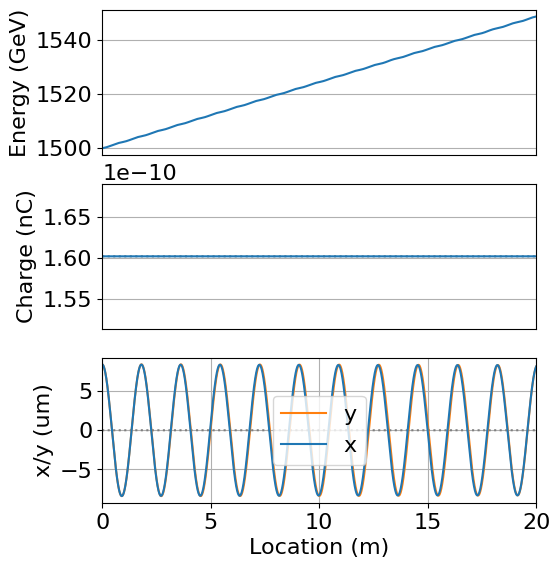 Energy (GeV)
1540
1520
1500
1e−10
Charge (nC)
1.65
1.60
1.55
x/y (um)
5
0
−5
y
x
0 5 10 15 20
Location (m)